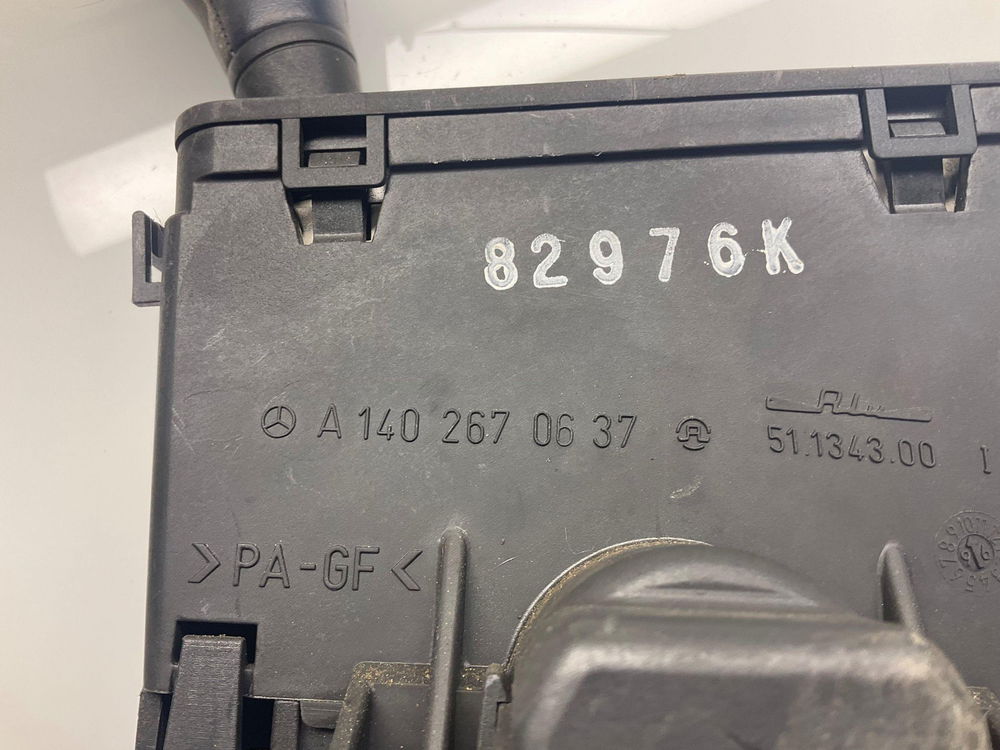 82976K
A 140 267 06 37
51.1343.00 I
>PA-GF<